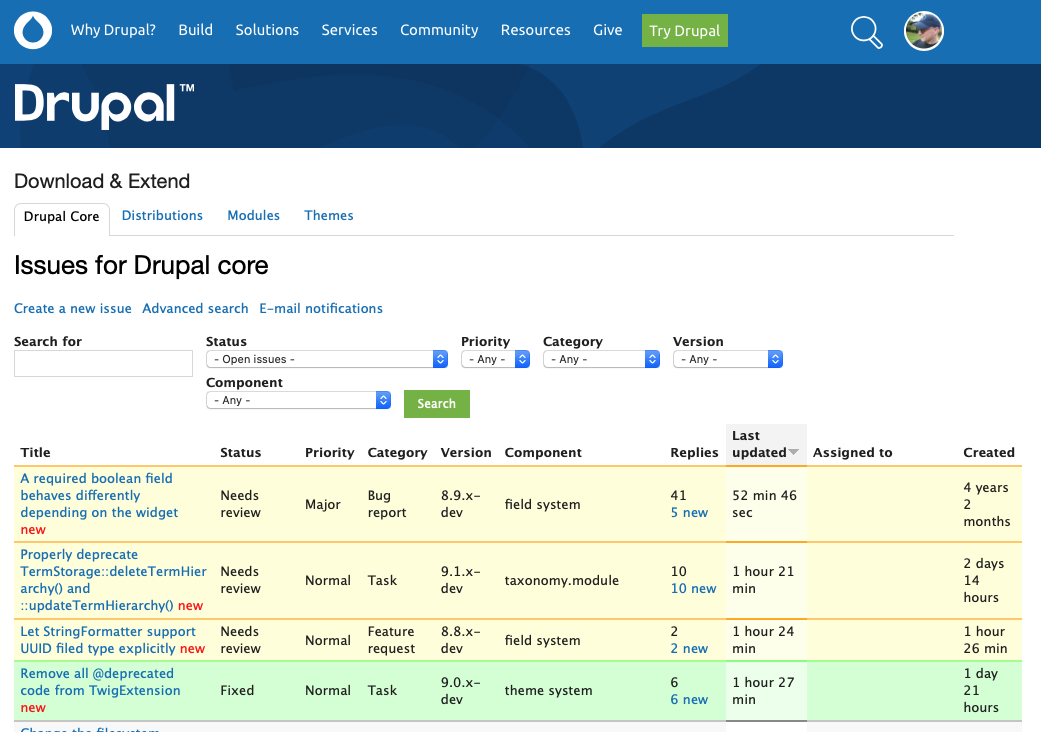 Why Drupal? Build Solutions Services Community Resources Give Try Drupal
Drupal™
Download & Extend
Drupal Core Distributions Modules Themes
Issues for Drupal core
Create a new issue Advanced search E-mail notifications
Search for Status Priority Category Version
- Open issues - - Any - - Any - - Any -
Component
- Any - Search
Title Status Priority Category Version Component Replies Last updated Assigned to Created
A required boolean field
behaves differently
depending on the widget
new
Needs
review
Major
Bug
report
8.9.x-
dev
field system
41
5 new
52 min 46
sec
4 years
2
months
Properly deprecate
TermStorage::deleteTermHier
archy() and
::updateTermHierarchy() new
Needs
review
Normal
Task
9.1.x-
dev
taxonomy.module
10
10 new
1 hour 21
min
2 days
14
hours
Let StringFormatter support
UUID filed type explicitly new
Needs
review
Normal
Feature
request
8.8.x-
dev
field system
2
2 new
1 hour 24
min
1 hour
26 min
Remove all @deprecated
code from TwigExtension
new
Fixed
Normal
Task
9.0.x-
dev
theme system
6
6 new
1 hour 27
min
1 day
21
hours
Change the filesystem